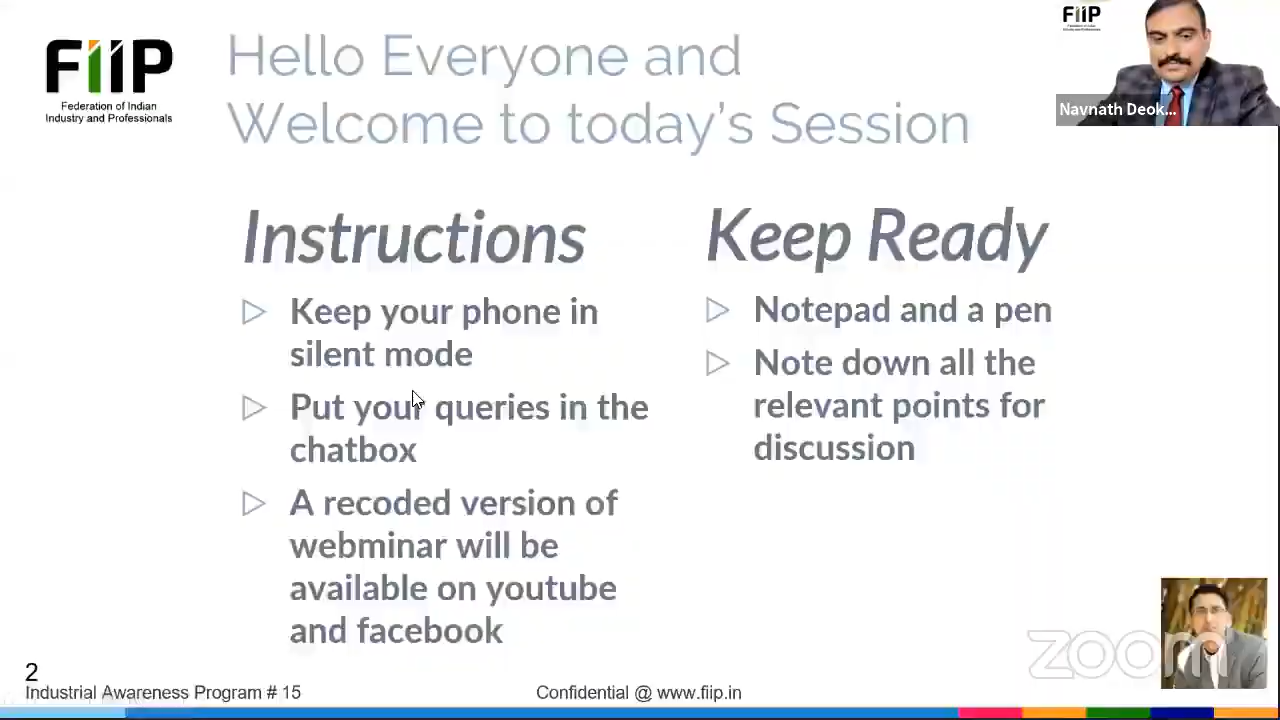 FiiP
Federation of Indian
Industry and Professionals
Hello Everyone and
Welcome to today's Session
FiiP
Navnath Deok...
Instructions
Keep your phone in
silent mode
Put your queries in the
chatbox
A recoded version of
webminar will be
available on youtube
and facebook
Keep Ready
Notepad and a pen
Note down all the
relevant points for
discussion
zoom
2
Industrial Awareness Program # 15
Confidential @ www.fiip.in